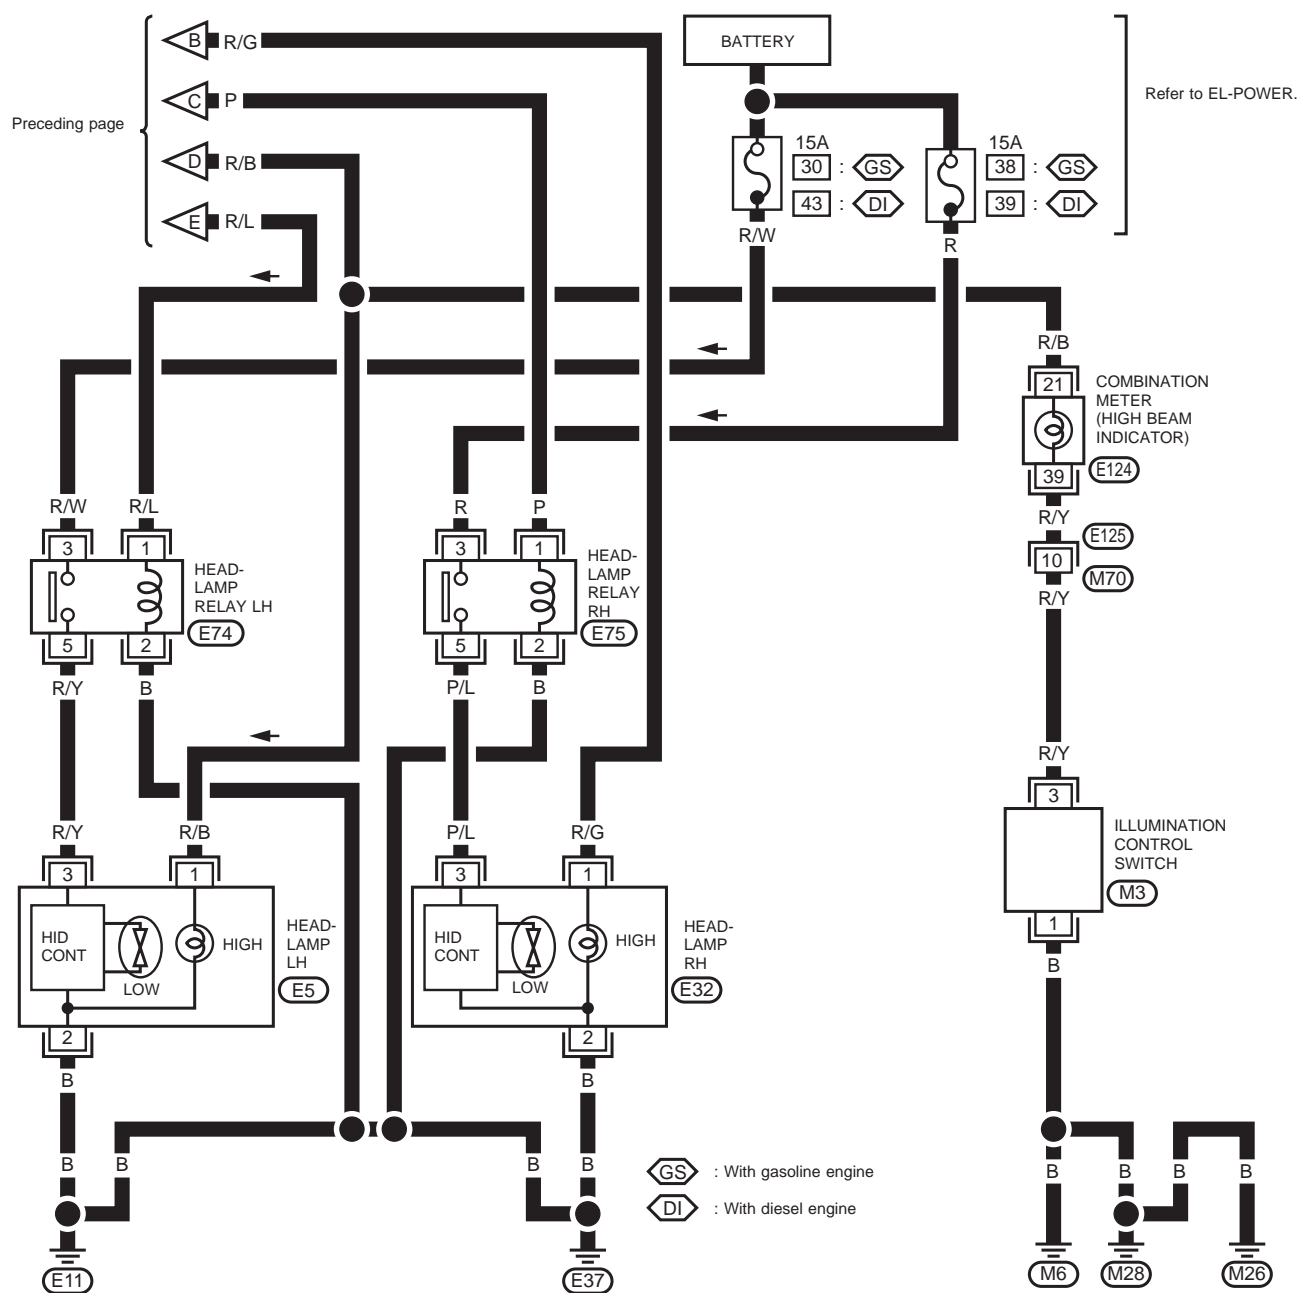 B R/G
C P
Preceding page
D R/B
E R/L
BATTERY
Refer to EL-POWER.
15A
30 : GS
43 : DI
15A
38 : GS
39 : DI
R/W
R
R/B
21
COMBINATION
METER
(HIGH BEAM
INDICATOR)
39
E124
R/Y
E125
10
M70
R/Y
R/W R/L R P
3 1
HEAD-
LAMP
RELAY LH
E74
5 2
R/Y B
3 1
HEAD-
LAMP
RELAY
RH
E75
5 2
P/L B
R/Y
3
ILLUMINATION
CONTROL
SWITCH
M3
1
B
R/Y R/B P/L R/G
3 1
HID
CONT
LOW
HIGH
HEAD-
LAMP
LH
E5
2
B
3 1
HID
CONT
LOW
HIGH
HEAD-
LAMP
RH
E32
2
B
B B B B
GS : With gasoline engine
DI : With diesel engine
B B B B
E11 E37 M6 M28 M26